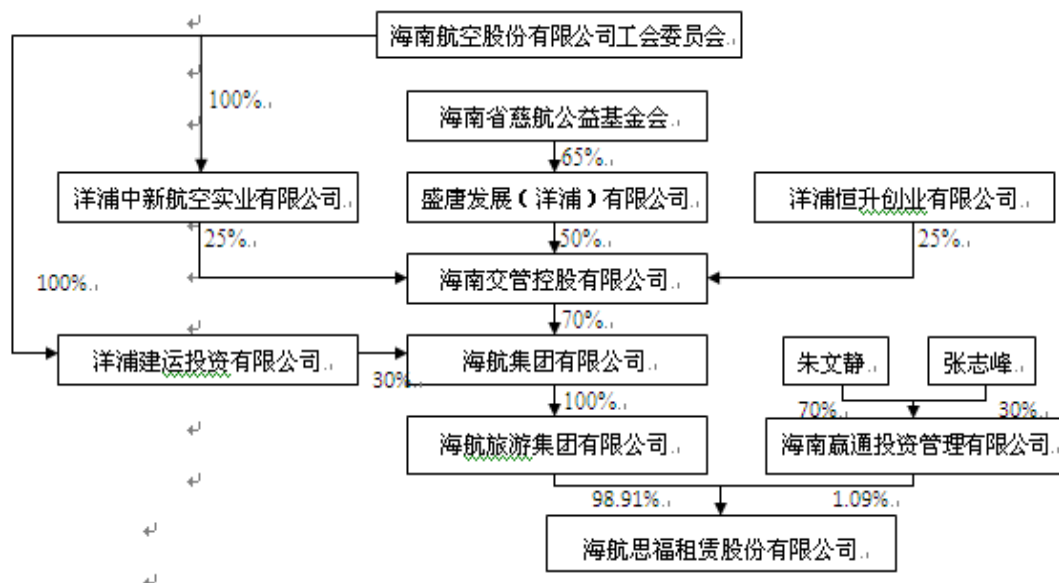 海南航空股份有限公司工会委员会
100%
海南省慈航公益基金会
65%
洋浦中新航空实业有限公司
盛唐发展（洋浦）有限公司
洋浦恒升创业有限公司
25%
50%
25%
海南交管控股有限公司
100%
70%
洋浦建运投资有限公司
30%
海航集团有限公司
朱文静
张志峰
100%
70%
30%
海航旅游集团有限公司
海南赢通投资管理有限公司
98.91%
1.09%
海航思福租赁股份有限公司